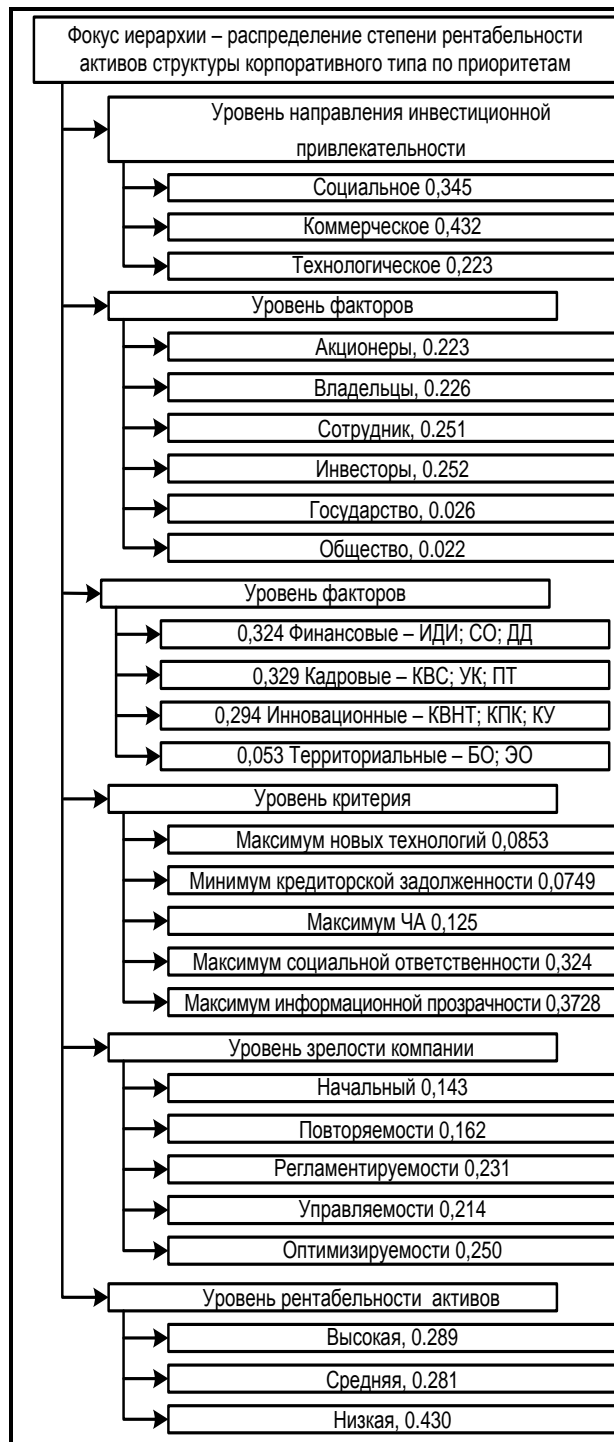 Фокус иерархии – распределение степени рентабельности
активов структуры корпоративного типа по приоритетам
Уровень направления инвестиционной
привлекательности
Социальное 0,345
Коммерческое 0,432
Технологическое 0,223
Уровень факторов
Акционеры, 0.223
Владельцы, 0.226
Сотрудник, 0.251
Инвесторы, 0.252
Государство, 0.026
Общество, 0.022
Уровень факторов
0,324 Финансовые – ИДИ; СО; ДД
0,329 Кадровые – КВС; УК; ПТ
0,294 Инновационные – КВНТ; КПК; КУ
0,053 Территориальные – БО; ЭО
Уровень критерия
Максимум новых технологий 0,0853
Минимум кредиторской задолженности 0,0749
Максимум ЧА 0,125
Максимум социальной ответственности 0,324
Максимум информационной прозрачности 0,3728
Уровень зрелости компании
Начальный 0,143
Повторяемости 0,162
Регламентируемости 0,231
Управляемости 0,214
Оптимизируемости 0,250
Уровень рентабельности активов
Высокая, 0.289
Средняя, 0.281
Низкая, 0.430